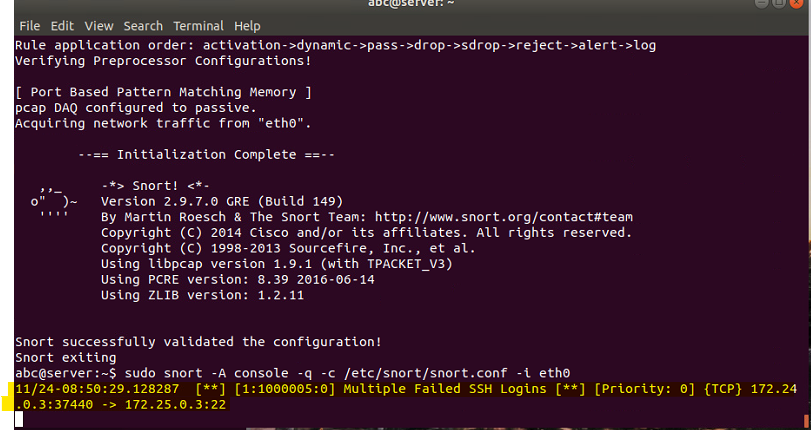 abc@server: ~
File Edit View Search Terminal Help
Rule application order: activation->dynamic->pass->drop->sdrop->reject->alert->log
Verifying Preprocessor Configurations!
[ Port Based Pattern Matching Memory ]
pcap DAQ configured to passive.
Acquiring network traffic from "eth0".
--== Initialization Complete ==--
,,_ -*> Snort! <*-
o" )~ Version 2.9.7.0 GRE (Build 149)
'''' By Martin Roesch & The Snort Team: http://www.snort.org/contact#team
Copyright (C) 2014 Cisco and/or its affiliates. All rights reserved.
Copyright (C) 1998-2013 Sourcefire, Inc., et al.
Using libpcap version 1.9.1 (with TPACKET_V3)
Using PCRE version: 8.39 2016-06-14
Using ZLIB version: 1.2.11
Snort successfully validated the configuration!
Snort exiting
abc@server:~$ sudo snort -A console -q -c /etc/snort/snort.conf -i eth0
11/24-08:50:29.128287 [**] [1:1000005:0] Multiple Failed SSH Logins [**] [Priority: 0] {TCP} 172.24
.0.3:37440 -> 172.25.0.3:22